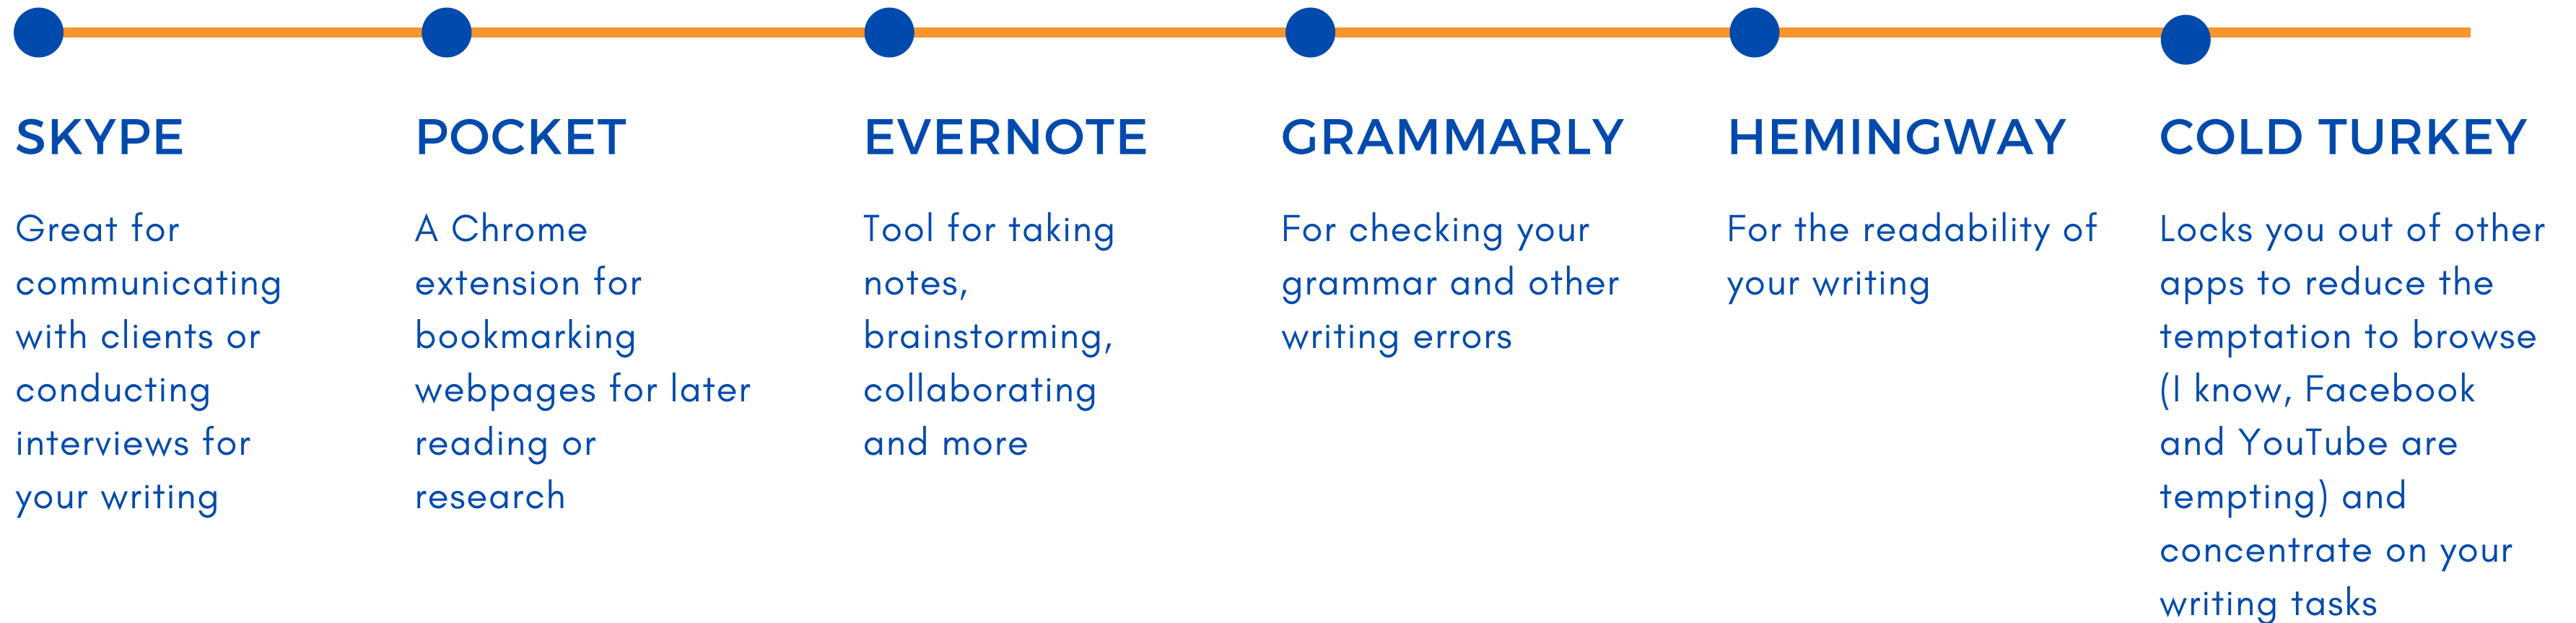 SKYPE
Great for
communicating
with clients or
conducting
interviews for
your writing
POCKET
A Chrome
extension for
bookmarking
webpages for later
reading or
research
EVERNOTE
Tool for taking
notes,
brainstorming,
collaborating
and more
GRAMMARLY
For checking your
grammar and other
writing errors
HEMINGWAY
For the readability of
your writing
COLD TURKEY
Locks you out of other
apps to reduce the
temptation to browse
(I know, Facebook
and YouTube are
tempting) and
concentrate on your
writing tasks